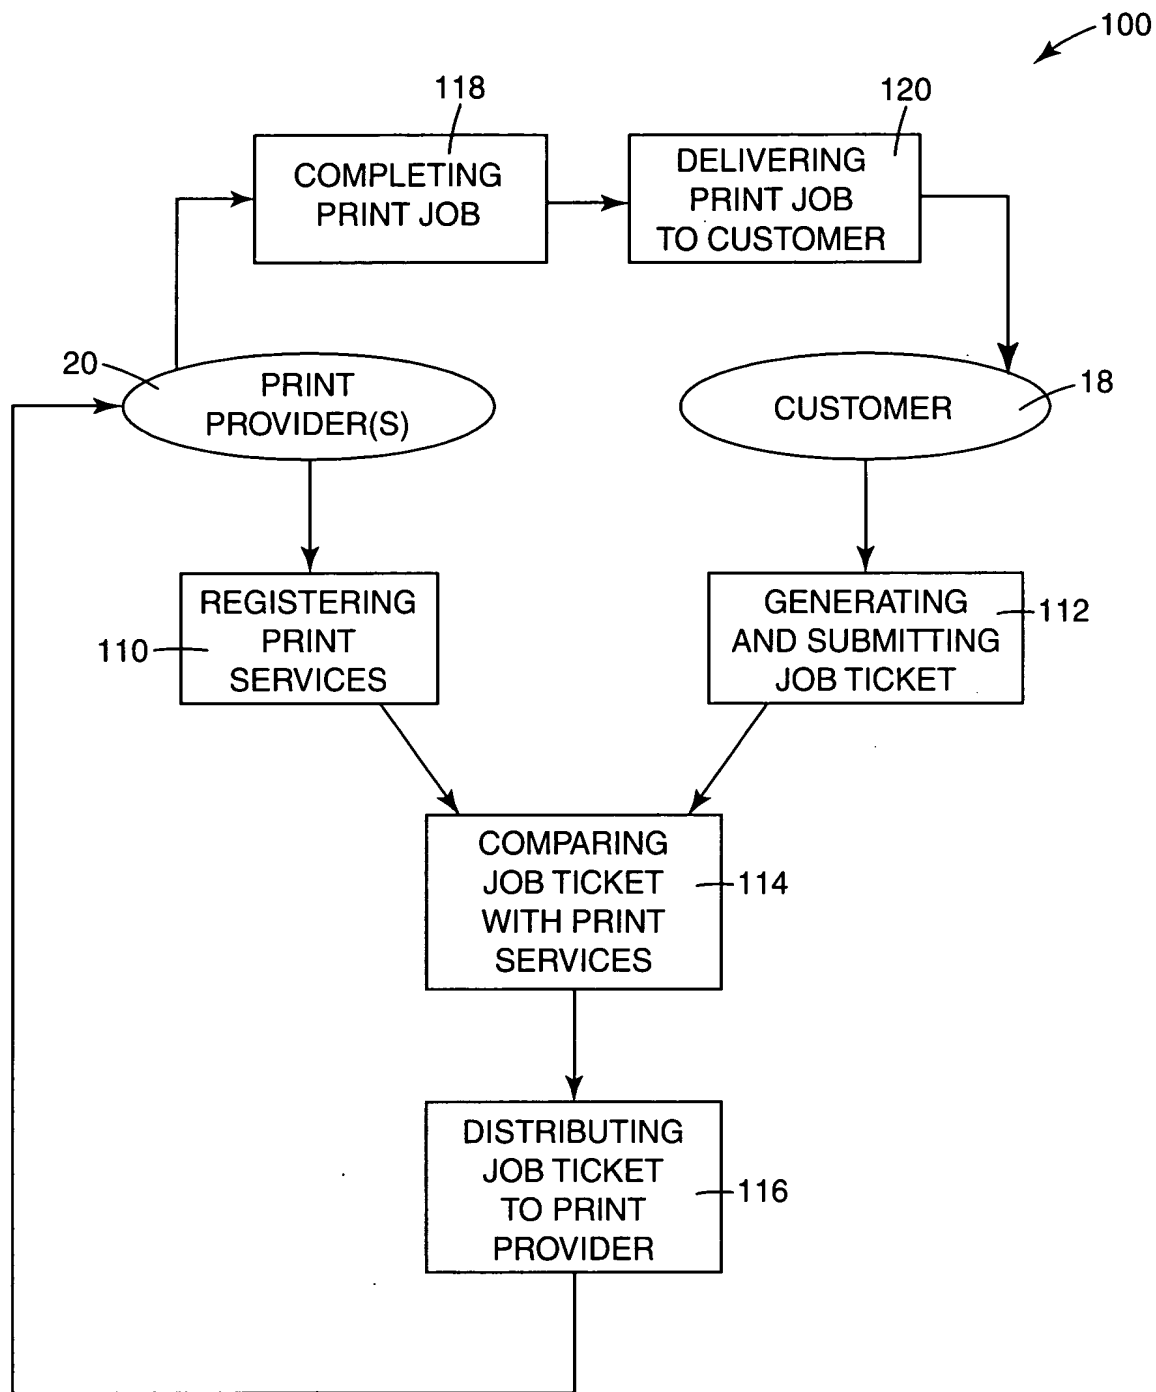 100
118
120
COMPLETING
PRINT JOB
DELIVERING
PRINT JOB
TO CUSTOMER
20
PRINT
PROVIDER(S)
CUSTOMER
18
REGISTERING
PRINT
SERVICES
110
GENERATING
AND SUBMITTING
JOB TICKET
112
COMPARING
JOB TICKET
WITH PRINT
SERVICES
114
DISTRIBUTING
JOB TICKET
TO PRINT
PROVIDER
116